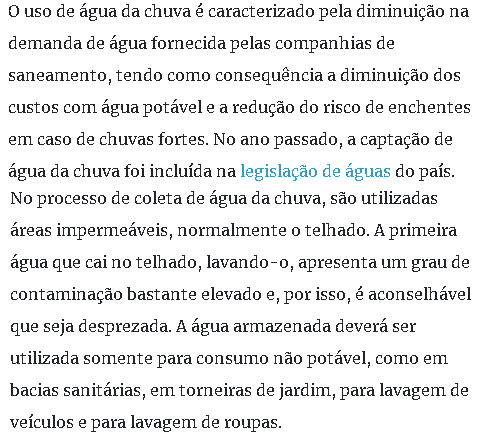 O uso de água da chuva é caracterizado pela diminuição na
demanda de água fornecida pelas companhias de
saneamento, tendo como consequência a diminuição dos
custos com água potável e a redução do risco de enchentes
em caso de chuvas fortes. No ano passado, a captação de
água da chuva foi incluída na legislação de águas do país.
No processo de coleta de água da chuva, são utilizadas
áreas impermeáveis, normalmente o telhado. A primeira
água que cai no telhado, lavando-o, apresenta um grau de
contaminação bastante elevado e, por isso, é aconselhável
que seja desprezada. A água armazenada deverá ser
utilizada somente para consumo não potável, como em
bacias sanitárias, em torneiras de jardim, para lavagem de
veículos e para lavagem de roupas.